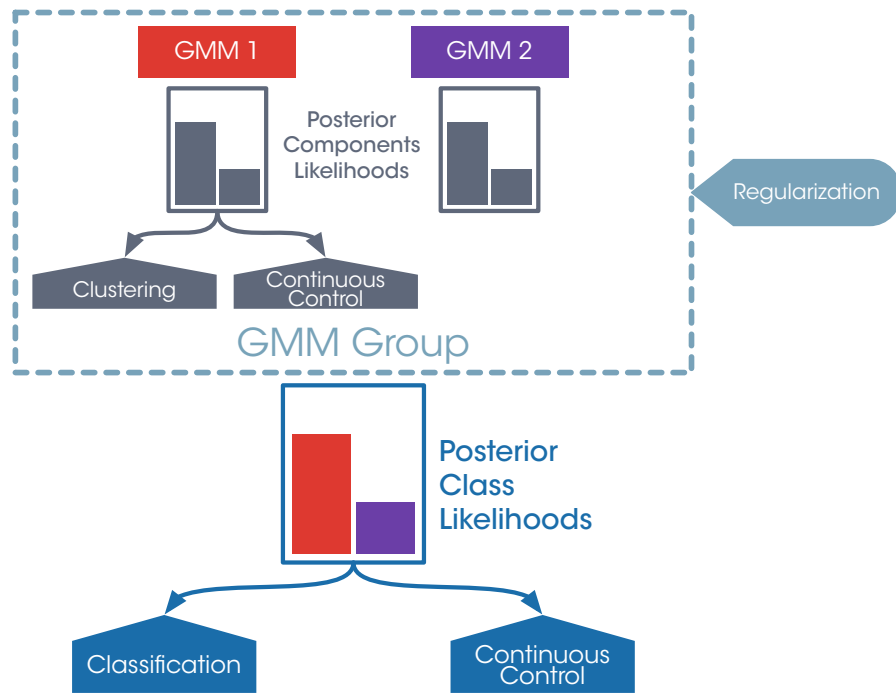 GMM 1
GMM 2
Posterior
Components
Likelihoods
Regularization
Clustering
Continuous
Control
GMM Group
Posterior
Class
Likelihoods
Classification
Continuous
Control